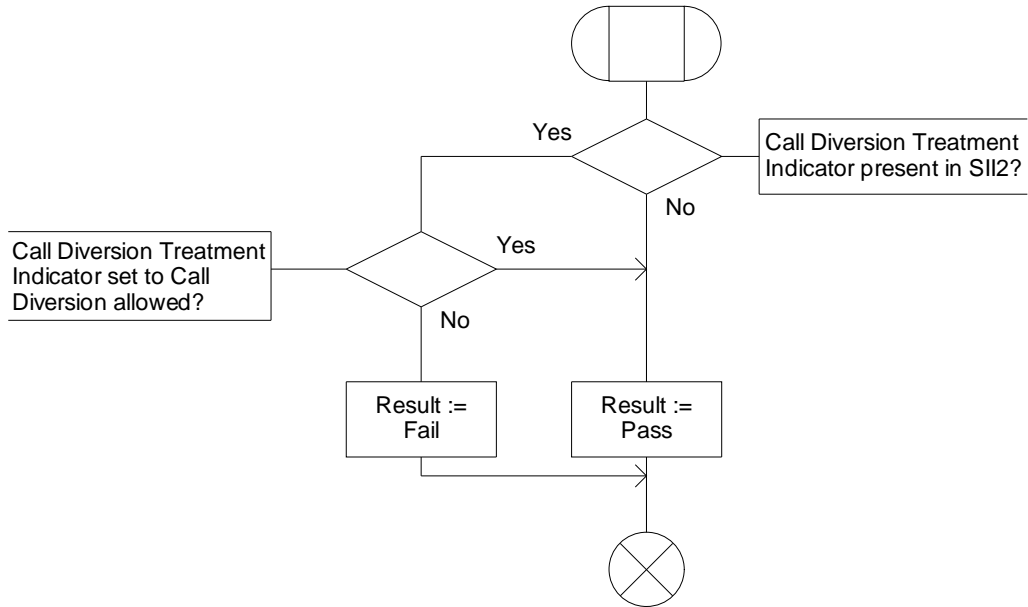 Yes
Call Diversion Treatment
Indicator present in SII2?
No
Call Diversion Treatment
Indicator set to Call
Diversion allowed?
Yes
No
Result :=
Fail
Result :=
Pass